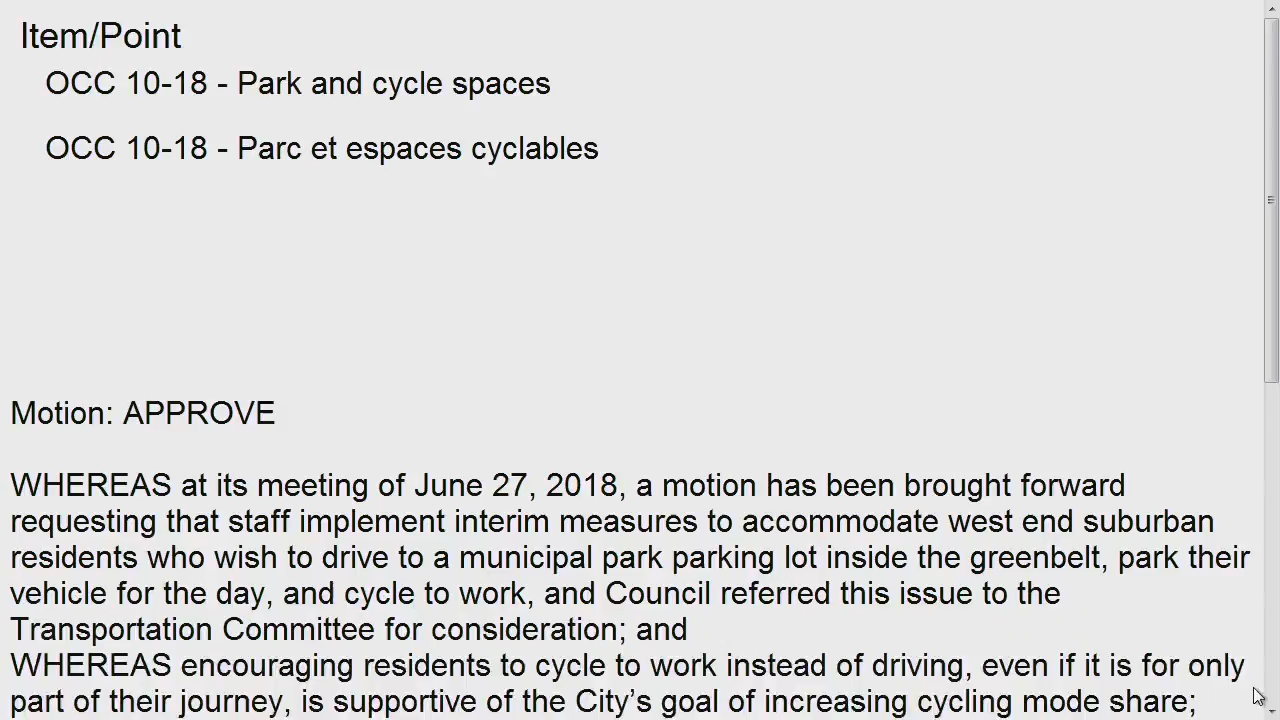 Item/Point
OCC 10-18 - Park and cycle spaces
OCC 10-18 - Parc et espaces cyclables
Motion: APPROVE
WHEREAS at its meeting of June 27, 2018, a motion has been brought forward
requesting that staff implement interim measures to accommodate west end suburban
residents who wish to drive to a municipal park parking lot inside the greenbelt, park their
vehicle for the day, and cycle to work, and Council referred this issue to the
Transportation Committee for consideration; and
WHEREAS encouraging residents to cycle to work instead of driving, even if it is for only
part of their journey, is supportive of the City’s goal of increasing cycling mode share;